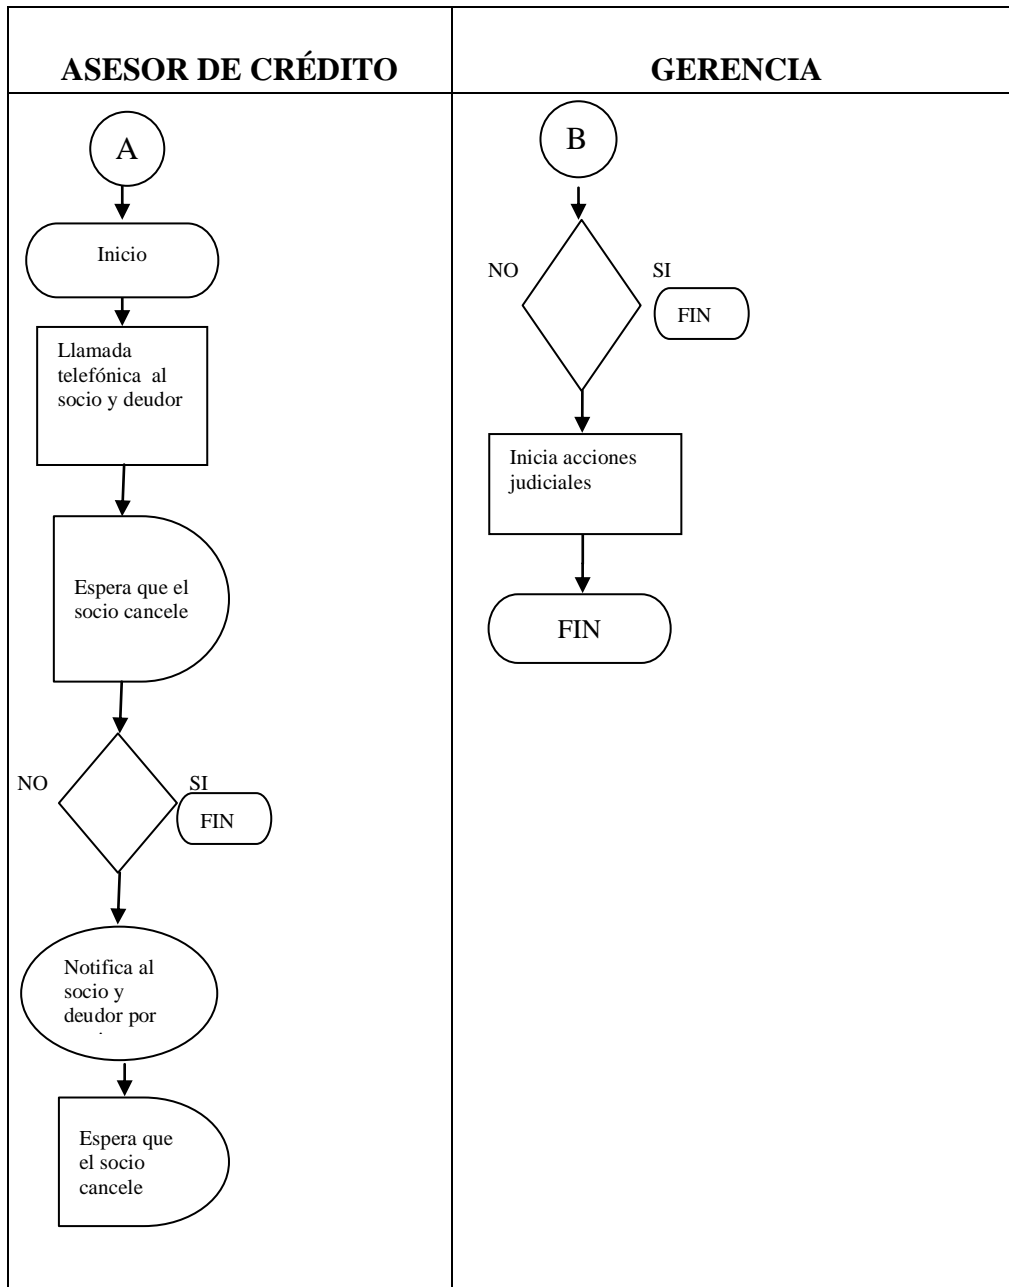 ASESOR DE CRÉDITO
A
Inicio
Llamada
telefónica al
socio y deudor
Espera que el
socio cancele
NO
SI
FIN
Notifica al
socio y
deudor por
Espera que
el socio
cancele
GERENCIA
B
NO
SI
FIN
Inicia acciones
judiciales
FIN